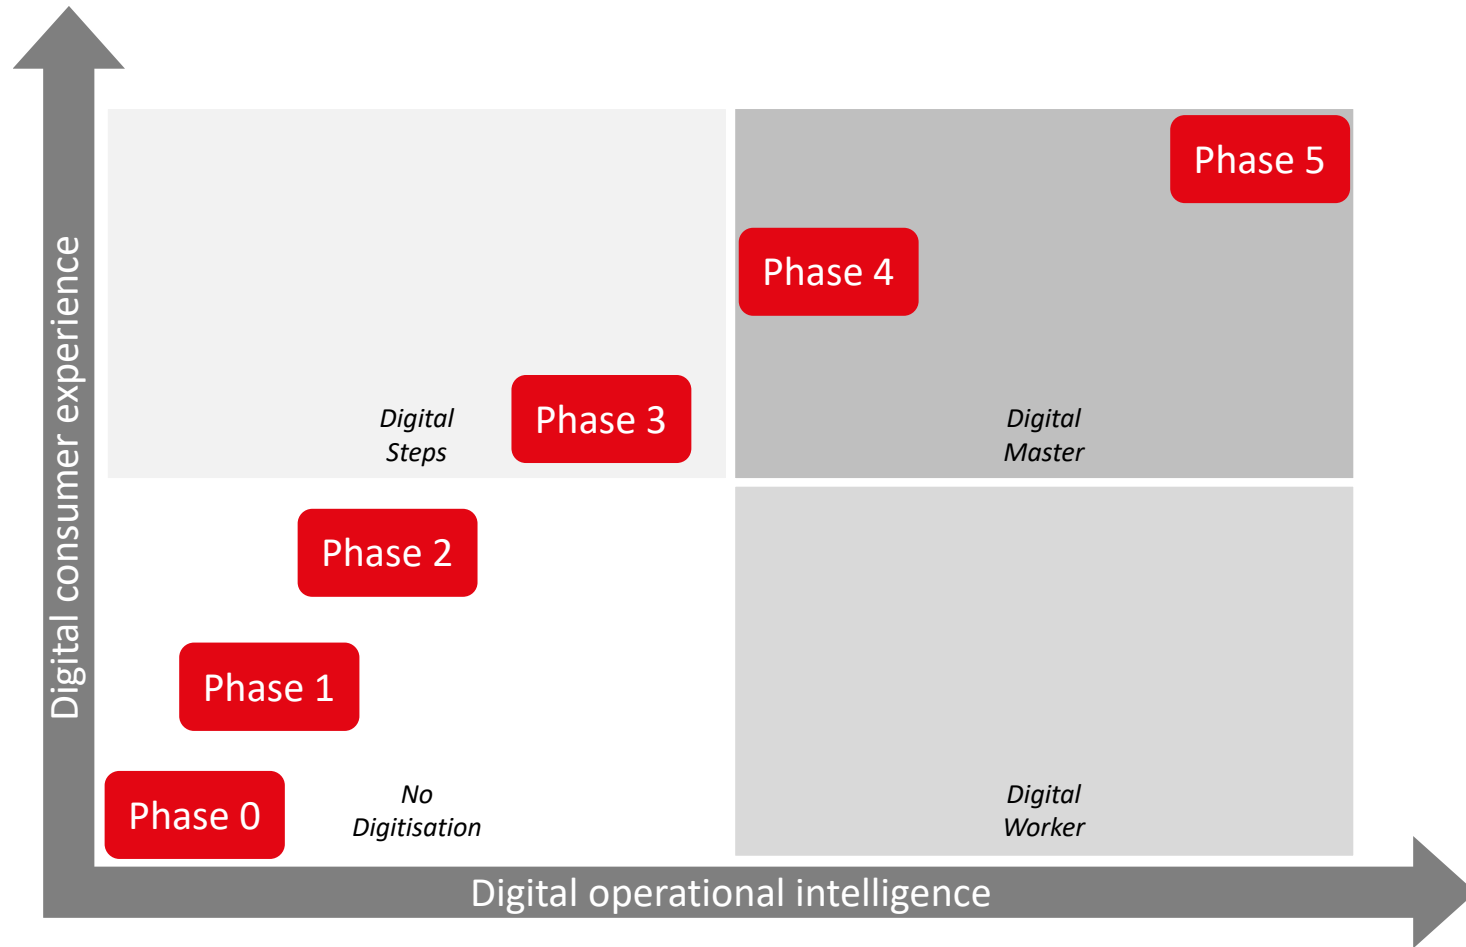 Digital consumer experience
Phase 5
Phase 4
Phase 3
Digital
Steps
Digital
Master
Phase 2
Phase 1
Phase 0
No
Digitisation
Digital
Worker
Digital operational intelligence